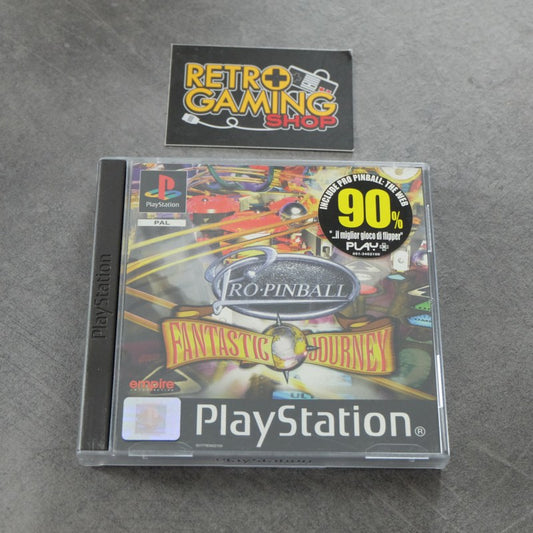 RETRO
GAMING
SHOP
PlayStation
PAL
INCLUDE PRO PINBALL: THE WEB
90%
"...il miglior gioco di flipper"
PLAY
PRO·PINBALL
FANTASTIC JOURNEY
empire
PlayStation®
PlayStation
PlayStation